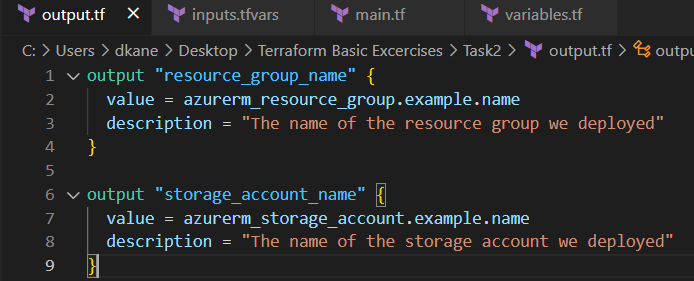 output.tf
inputs.tfvars
main.tf
variables.tf
C: > Users > dkane > Desktop > Terraform Basic Excercises > Task2 > output.tf > outpu
1 output "resource_group_name" {
2 value = azurerm_resource_group.example.name
3 description = "The name of the resource group we deployed"
4 }
5
6 output "storage_account_name" {
7 value = azurerm_storage_account.example.name
8 description = "The name of the storage account we deployed"
9 }